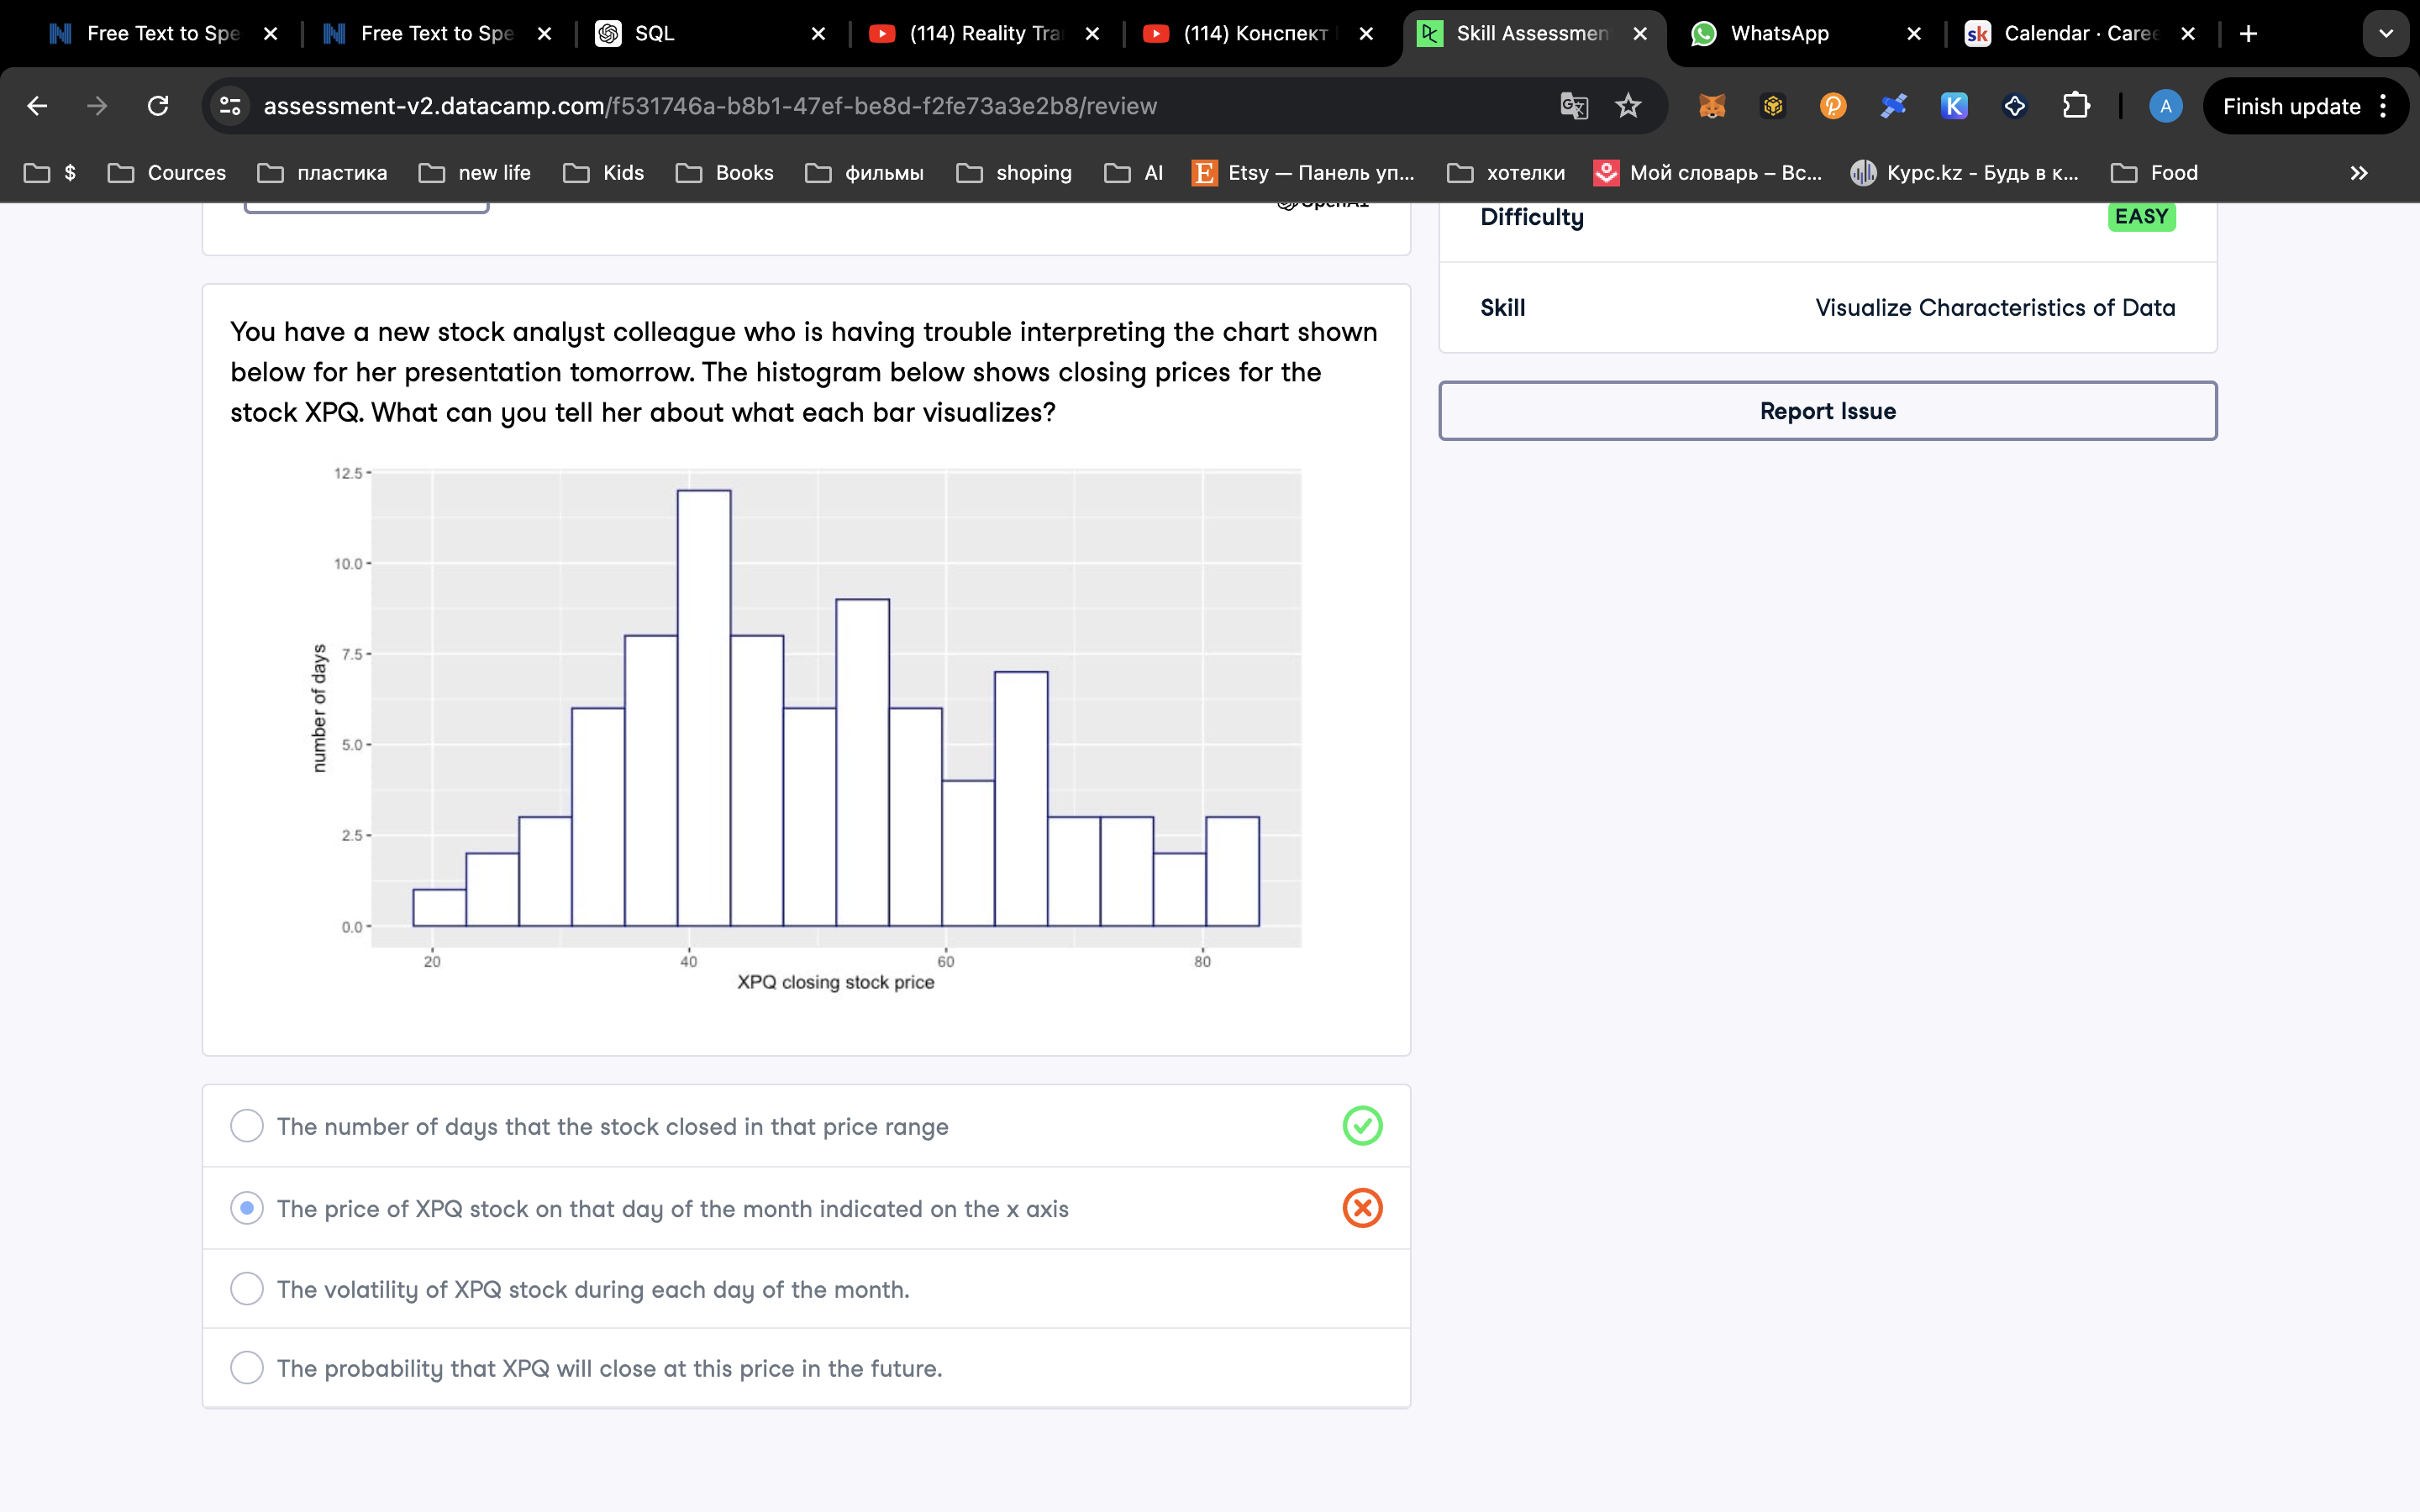 Free Text to Spe
Free Text to Spe
SQL
(114) Reality Tra
(114) Конспект
Skill Assessmen
WhatsApp
sk Calendar · Caree
assessment-v2.datacamp.com/f531746a-b8b1-47ef-be8d-f2fe73a3e2b8/review
K
A
Finish update
$
Cources
пластика
new life
Kids
Books
фильмы
shoping
AI
E Etsy — Панель уп...
хотелки
Мой словарь – Вс...
Курс.kz - Будь в к...
Food
OpenAI
Difficulty
EASY
Skill
Visualize Characteristics of Data
Report Issue
You have a new stock analyst colleague who is having trouble interpreting the chart shown
below for her presentation tomorrow. The histogram below shows closing prices for the
stock XPQ. What can you tell her about what each bar visualizes?
12.5
10.0
7.5
5.0
2.5
0.0
number of days
20
40
60
80
XPQ closing stock price
The number of days that the stock closed in that price range
The price of XPQ stock on that day of the month indicated on the x axis
The volatility of XPQ stock during each day of the month.
The probability that XPQ will close at this price in the future.